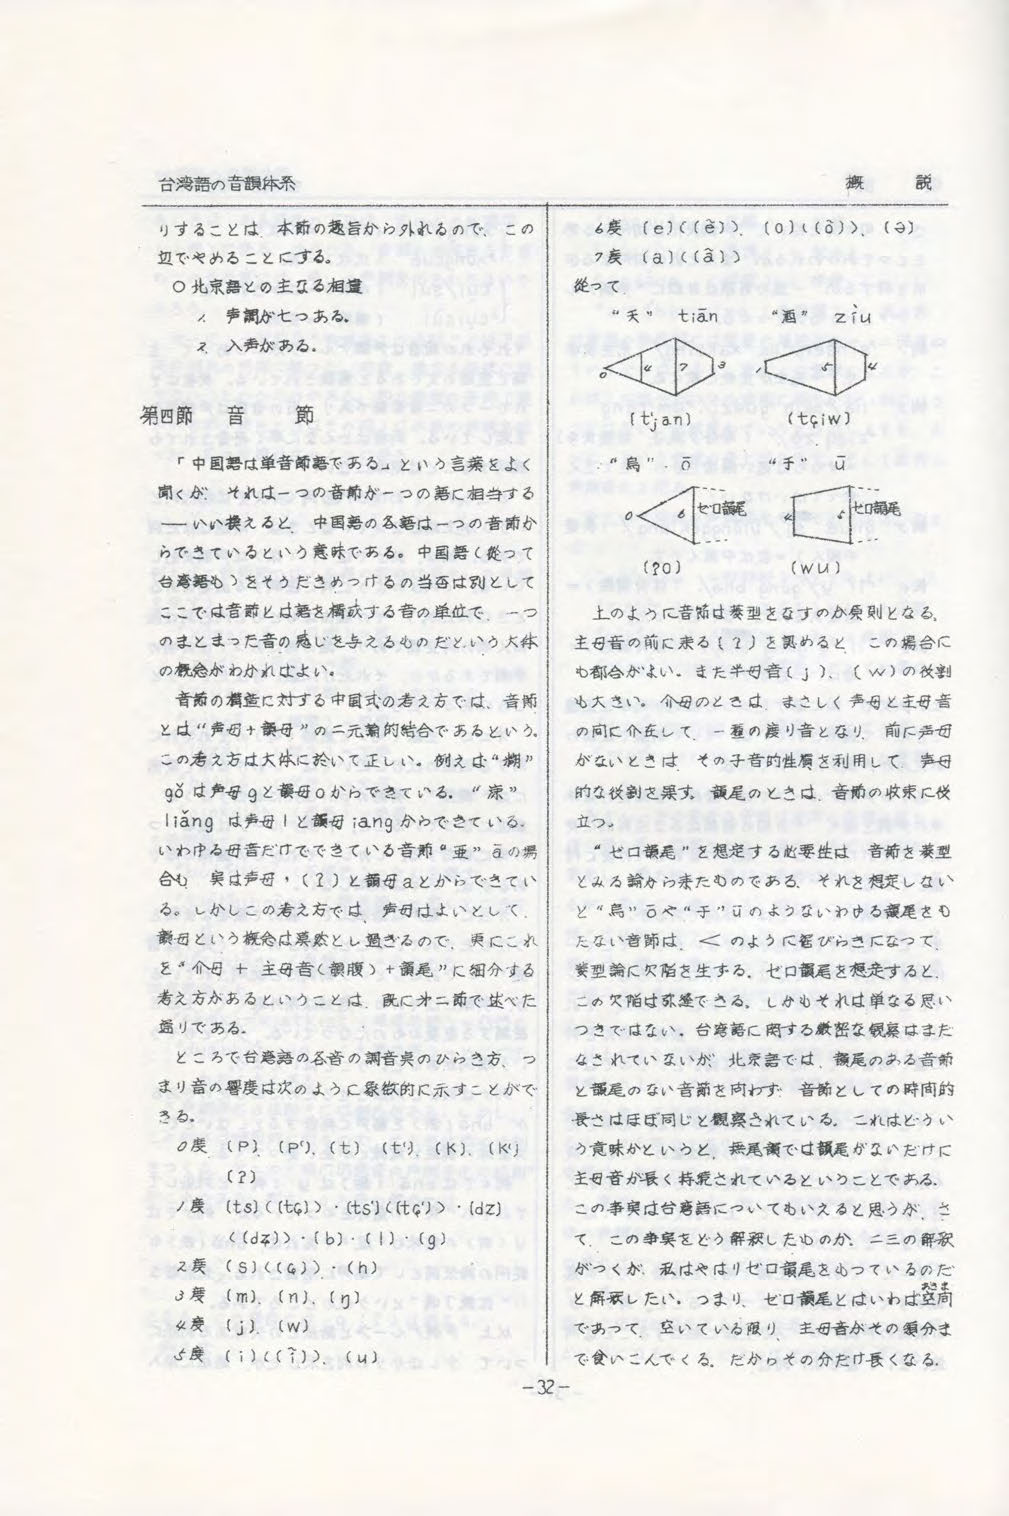 台湾語の音韻体系
概 説
りすることは、本節の趣旨から外れるので、この
辺でやめることにする。
○北京語との主なる相違
1. 声調が七つある。
2. 入声がある。
第四節 音 節
「中国語は単音節語である」という言葉をよく
聞くが、それは一つの音節が一つの語に相当する
——いい換えると、中国語の各語は一つの音節か
らできているという意味である。中国語(従って
台湾語も)をそうだときめつけるの当否は別として
ここでは音節とは語を構成する音の単位で、一つ
のまとまった音の感じを与えるものだという大体
の概念がわかればよい。
音節の構造に対する中国式の考え方では、音節
とは“声母+韻母”の二元論的結合であるという。
この考え方は大体に於いて正しい。例えば“糊”
gǒ は声母 g と韻母 o からできている。“涼”
liǎng は声母 l と韻母 iang からできている。
いわゆる母音だけでできている音節“亜” ā の場
合も、実は声母・(ʔ)と韻母 a とからできてい
る。しかしこの考え方では、声母はよいとして、
韻母という概念は漠然とし過ぎるので、更にこれ
を“介母 + 主母音(韻腹)+韻尾”に細分する
考え方があるということは、既に才二節で述べた
通りである。
ところで台湾語の各音の調音点のひらき方、つ
まり音の響度は次のように象徴的に示すことがで
きる。
0度 (P). (P‘). (t) (t‘). (K). (K‘)
(ʔ)
1度 (ts)((tɕ))・(ts‘)((tɕ‘))・(dz)
((dʑ))・(b)・(l)・(g)
2度 (S)((ɕ))・(h)
3度 (m). (n). (ŋ)
4度 (j). (w)
5度 (i)((ĩ)). (u)
6度 (e)((ẽ)). (o)((õ)). (ə)
7度 (a)((ã))
従って、
“天” tiān “酒” zìu
0 4 7 3 1 5 4
(t‘jan) (tɕiw)
“烏” ō “于” ū
0 6 ゼロ韻尾 4 5 ゼロ韻尾
(ʔo) (wu)
上のように音節は菱型をなすのが原則となる。
主母音の前に来る(ʔ)を認めると、この場合に
も都合がよい。また半母音(j)、(w)の役割
も大きい。介母のときは、まさしく声母と主母音
の間に介在して、一種の渡り音となり、前に声母
がないときは、その子音的性質を利用して、声母
的な役割を果す。韻尾のときは、音節の収束に役
立つ。
“ゼロ韻尾”を想定する必要性は、音節を菱型
とみる論から来たものである。それを想定しない
と“烏” ō や“于” ū のようないわゆる韻尾をも
たない音節は、< のように尻びらきになって、
菱型論に欠陥を生ずる。ゼロ韻尾を想定すると、
この欠陥は弥縫できる。しかもそれは単なる思い
つきではない。台湾語に関する厳密な観察はまだ
なされていないが、北京語では、韻尾のある音節
と韻尾のない音節を問わず、音節としての時間的
長さはほぼ同じと観察されている。これはどうい
う意味かというと、無尾韻では韻尾がないだけに
主母音が長く持続されているということである。
この事実は台湾語についてもいえると思うが、さ
て、この事実をどう解釈したものか。二三の解釈
がつくが、私はやはりゼロ韻尾をもっているのだ
と解釈したい。つまり、ゼロ韻尾とはいわば空間
であって、空いている限り、主母音がその領分ま
で食いこんでくる。だからその分だけ長くなる。
-32-